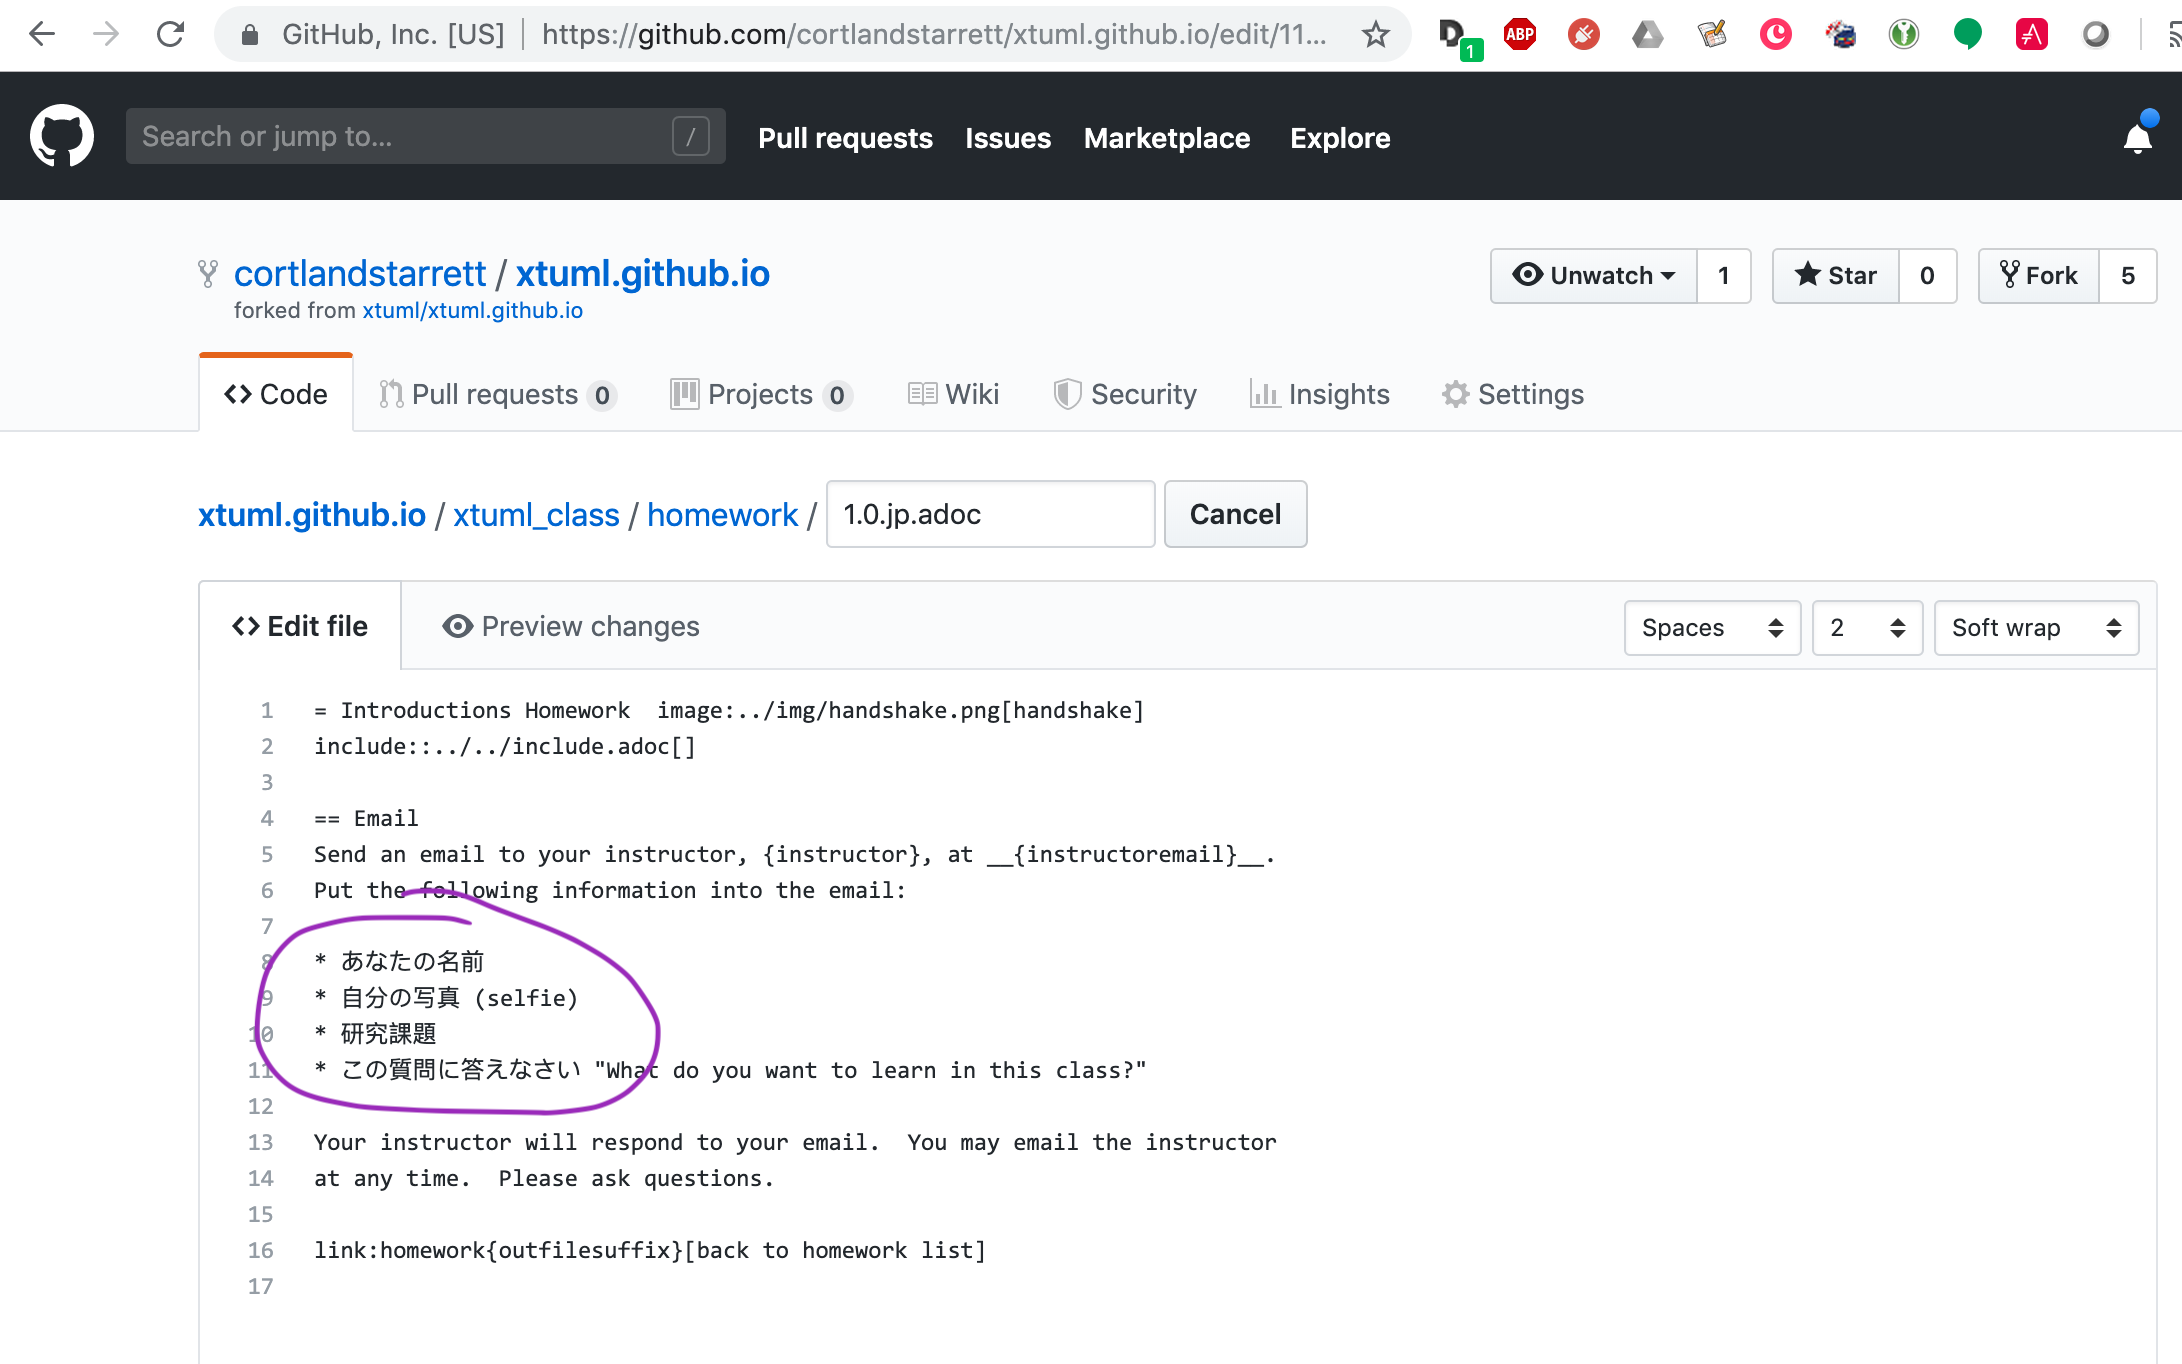 GitHub, Inc. [US] | https://github.com/cortlandstarrett/xtuml.github.io/edit/11...
1
ABP
Search or jump to... /
Pull requests Issues Marketplace Explore
cortlandstarrett / xtuml.github.io
forked from xtuml/xtuml.github.io
Unwatch 1 Star 0 Fork 5
Code Pull requests 0 Projects 0 Wiki Security Insights Settings
xtuml.github.io / xtuml_class / homework / 1.0.jp.adoc Cancel
Edit file Preview changes Spaces 2 Soft wrap
1 = Introductions Homework  image:../img/handshake.png[handshake]
2 include::../../include.adoc[]
3
4 == Email
5 Send an email to your instructor, {instructor}, at __{instructoremail}__.
6 Put the following information into the email:
7
8 * あなたの名前
9 * 自分の写真 (selfie)
10 * 研究課題
11 * この質問に答えなさい "What do you want to learn in this class?"
12
13 Your instructor will respond to your email.  You may email the instructor
14 at any time.  Please ask questions.
15
16 link:homework{outfilesuffix}[back to homework list]
17